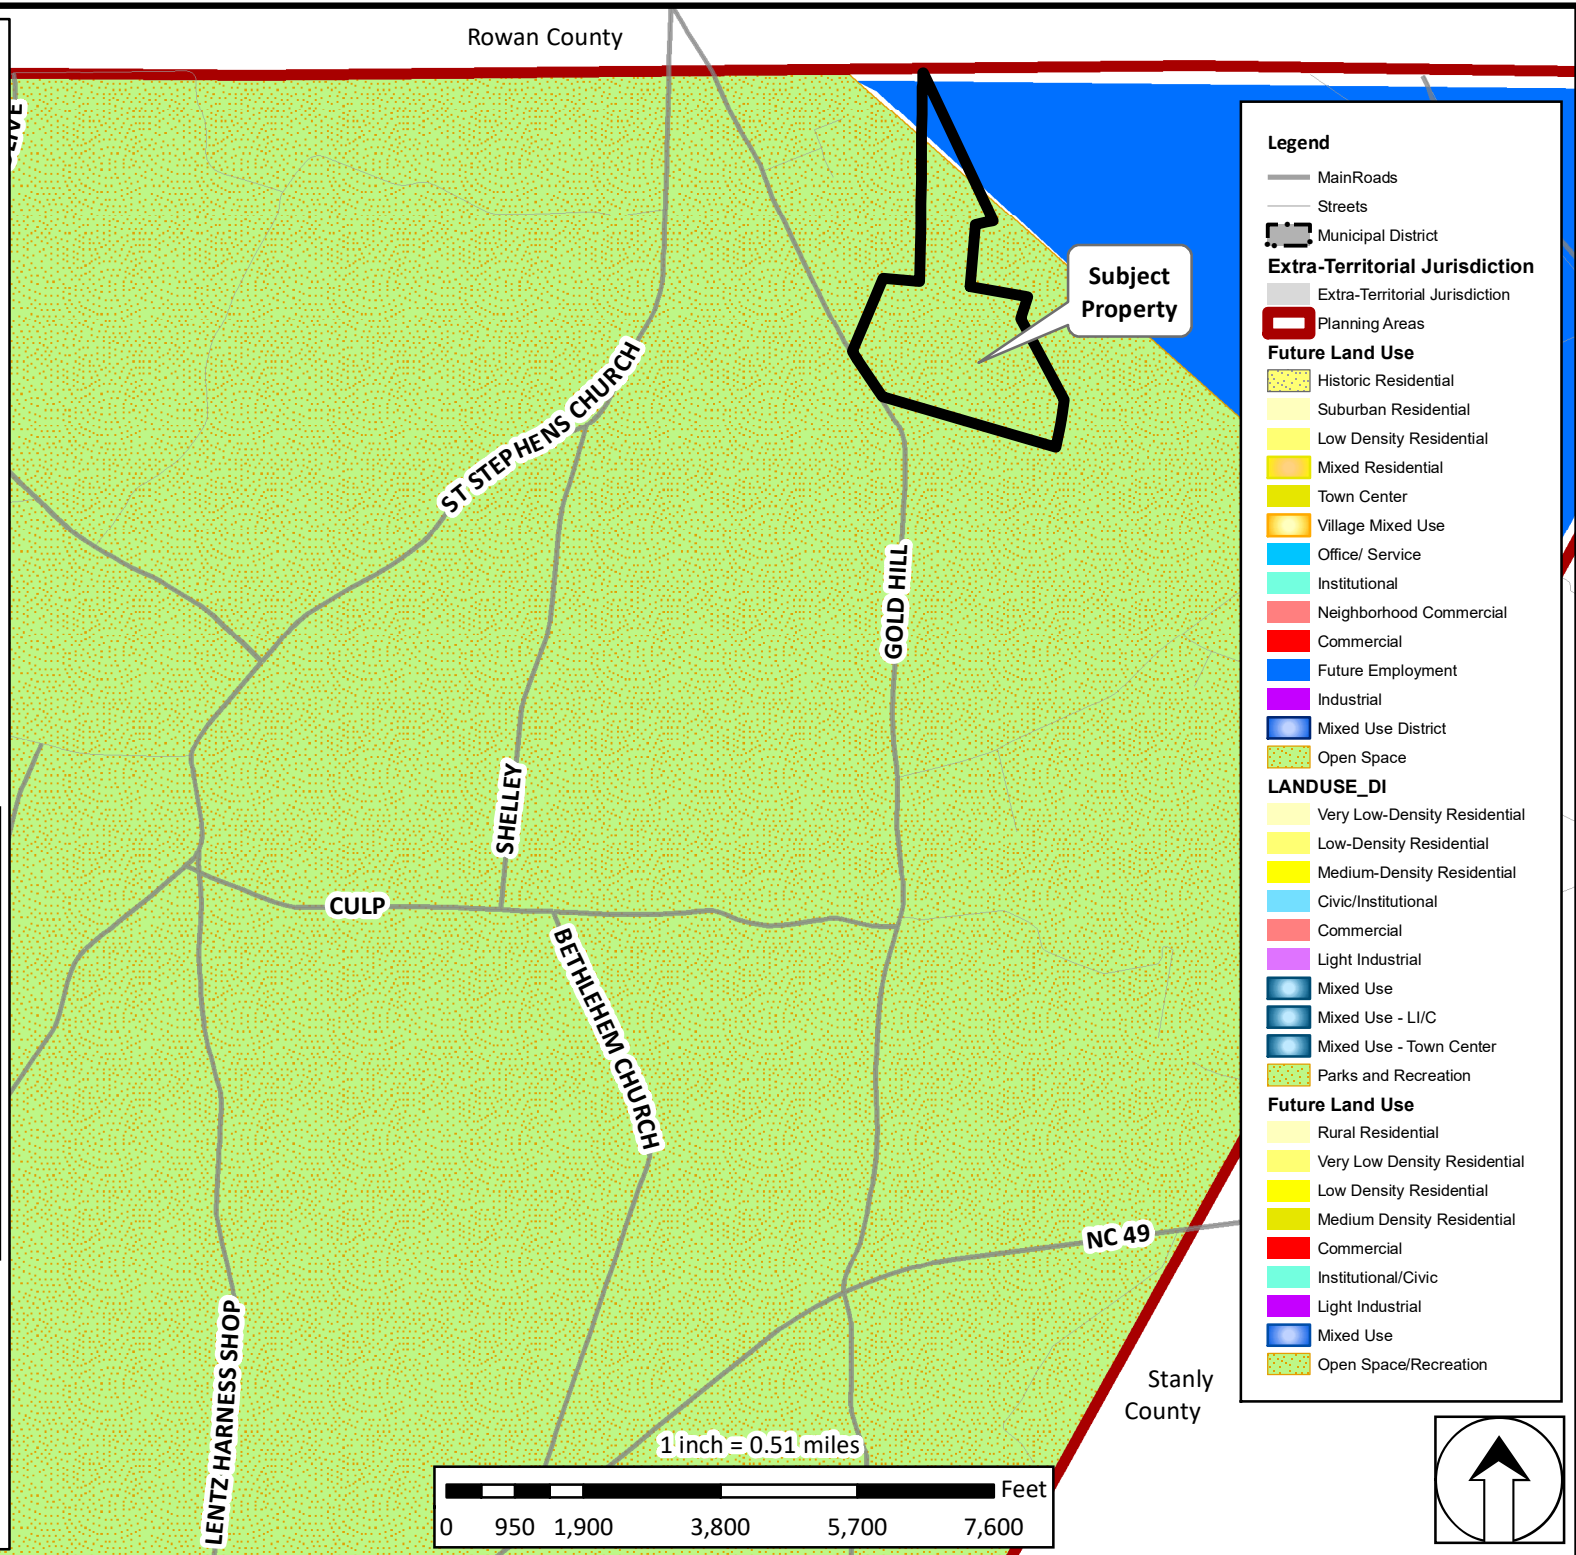 Rowan County
Subject
Property
ST STEPHENS CHURCH
GOLD HILL
SHELLEY
CULP
BETHLEHEM CHURCH
NC 49
LENTZ HARNESS SHOP
Stanly
County
1 inch = 0.51 miles
Feet
0 950 1,900 3,800 5,700 7,600
Legend
MainRoads
Streets
Municipal District
Extra-Territorial Jurisdiction
Extra-Territorial Jurisdiction
Planning Areas
Future Land Use
Historic Residential
Suburban Residential
Low Density Residential
Mixed Residential
Town Center
Village Mixed Use
Office/ Service
Institutional
Neighborhood Commercial
Commercial
Future Employment
Industrial
Mixed Use District
Open Space
LANDUSE_DI
Very Low-Density Residential
Low-Density Residential
Medium-Density Residential
Civic/Institutional
Commercial
Light Industrial
Mixed Use
Mixed Use - LI/C
Mixed Use - Town Center
Parks and Recreation
Future Land Use
Rural Residential
Very Low Density Residential
Low Density Residential
Medium Density Residential
Commercial
Institutional/Civic
Light Industrial
Mixed Use
Open Space/Recreation